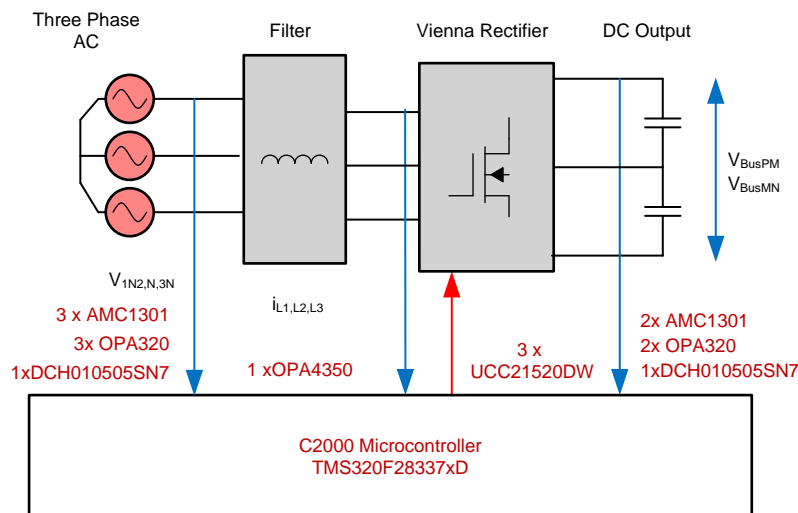 Three Phase
AC
Filter
Vienna Rectifier
DC Output
VBusPM
VBusMN
V1N2,N,3N
3 x AMC1301
3x OPA320
1xDCH010505SN7
iL1,L2,L3
1 xOPA4350
3 x
UCC21520DW
2x AMC1301
2x OPA320
1xDCH010505SN7
C2000 Microcontroller
TMS320F28337xD